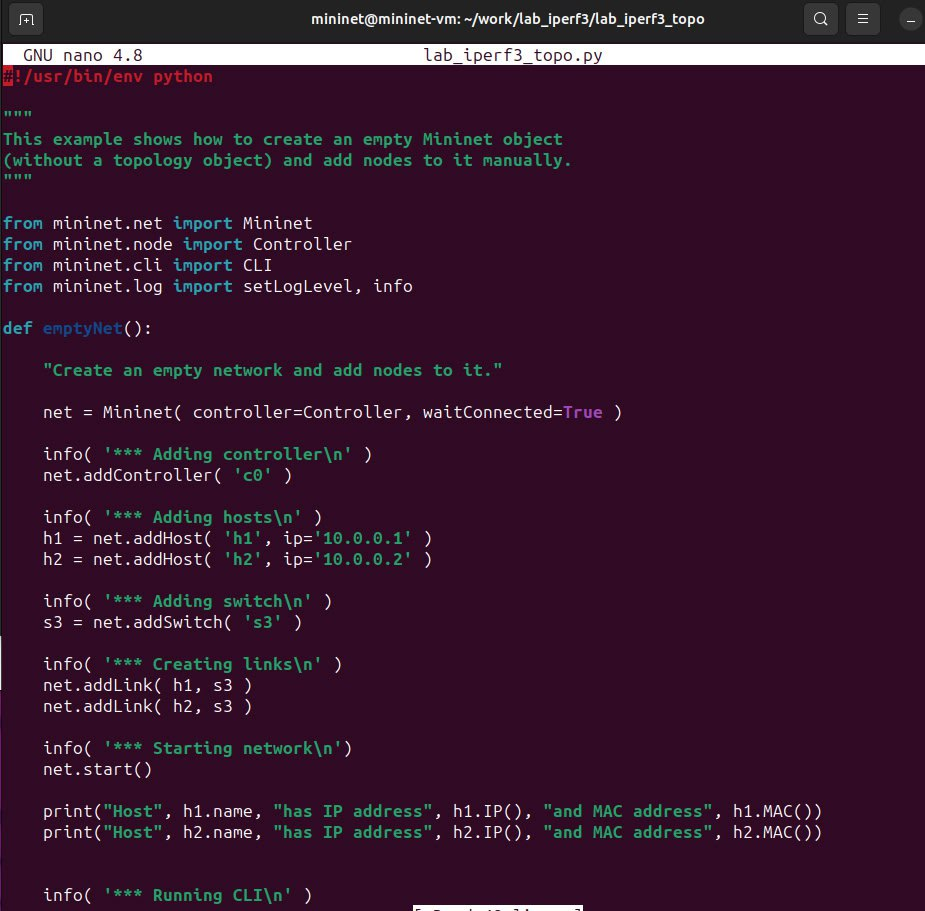 mininet@mininet-vm: ~/work/lab_iperf3/lab_iperf3_topo
GNU nano 4.8 lab_iperf3_topo.py
#!/usr/bin/env python
"""
This example shows how to create an empty Mininet object
(without a topology object) and add nodes to it manually.
"""
from mininet.net import Mininet
from mininet.node import Controller
from mininet.cli import CLI
from mininet.log import setLogLevel, info
def emptyNet():
"Create an empty network and add nodes to it."
net = Mininet( controller=Controller, waitConnected=True )
info( '*** Adding controller\n' )
net.addController( 'c0' )
info( '*** Adding hosts\n' )
h1 = net.addHost( 'h1', ip='10.0.0.1' )
h2 = net.addHost( 'h2', ip='10.0.0.2' )
info( '*** Adding switch\n' )
s3 = net.addSwitch( 's3' )
info( '*** Creating links\n' )
net.addLink( h1, s3 )
net.addLink( h2, s3 )
info( '*** Starting network\n')
net.start()
print("Host", h1.name, "has IP address", h1.IP(), "and MAC address", h1.MAC())
print("Host", h2.name, "has IP address", h2.IP(), "and MAC address", h2.MAC())
info( '*** Running CLI\n' )